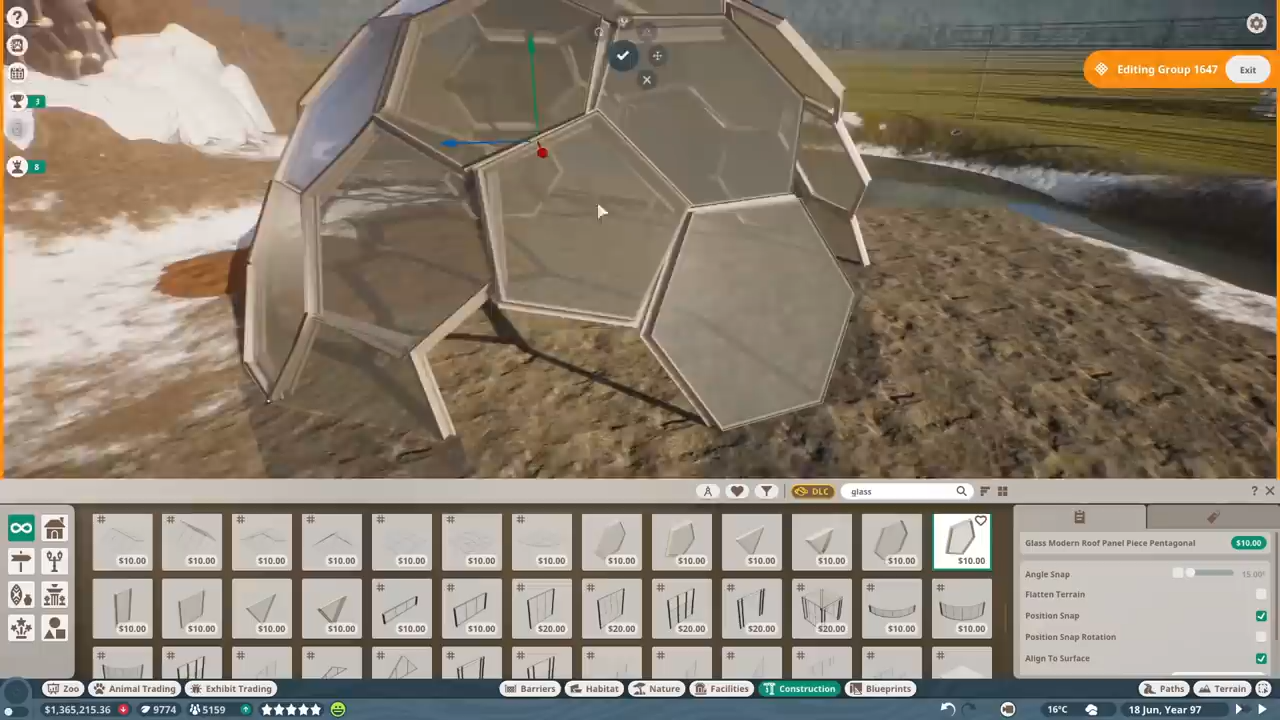 ?
Editing Group 1647
Exit
3
8
DLC
glass
? ×
$10.00 $10.00 $10.00 $10.00 $10.00 $10.00 $10.00 $10.00 $10.00 $10.00 $10.00 $10.00 $10.00
Glass Modern Roof Panel Piece Pentagonal $10.00
Angle Snap 15.00°
Flatten Terrain
$10.00 $10.00 $10.00 $10.00 $10.00 $10.00 $20.00 $20.00 $20.00 $20.00 $20.00 $10.00 $10.00
Position Snap
Position Snap Rotation
Align To Surface
Zoo Animal Trading Exhibit Trading Barriers Habitat Nature Facilities Construction Blueprints Paths Terrain
$1,365,215.36 9774 5159 16°C 18 Jun, Year 97